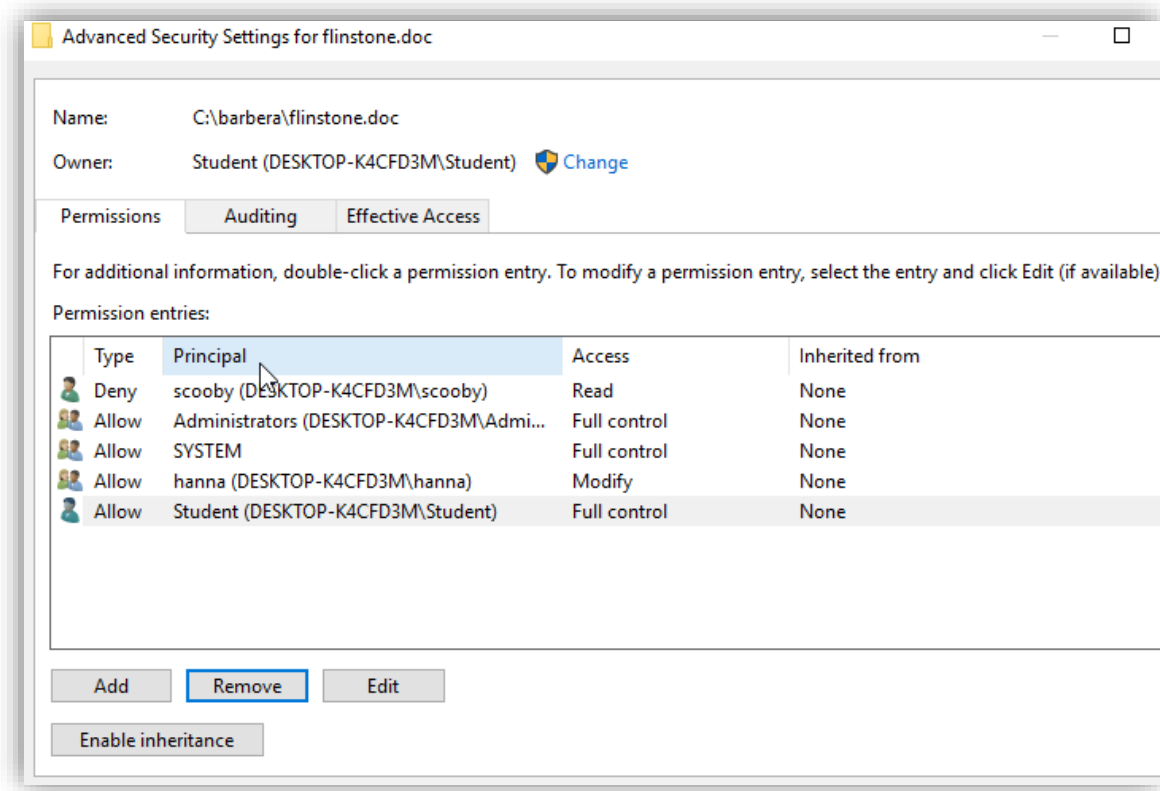 Advanced Security Settings for flinstone.doc
Name: C:\barbera\flinstone.doc
Owner: Student (DESKTOP-K4CFD3M\Student) Change
Permissions Auditing Effective Access
For additional information, double-click a permission entry. To modify a permission entry, select the entry and click Edit (if available)
Permission entries:
Type Principal Access Inherited from
Deny scooby (DESKTOP-K4CFD3M\scooby) Read None
Allow Administrators (DESKTOP-K4CFD3M\Admi... Full control None
Allow SYSTEM Full control None
Allow hanna (DESKTOP-K4CFD3M\hanna) Modify None
Allow Student (DESKTOP-K4CFD3M\Student) Full control None
Add Remove Edit
Enable inheritance